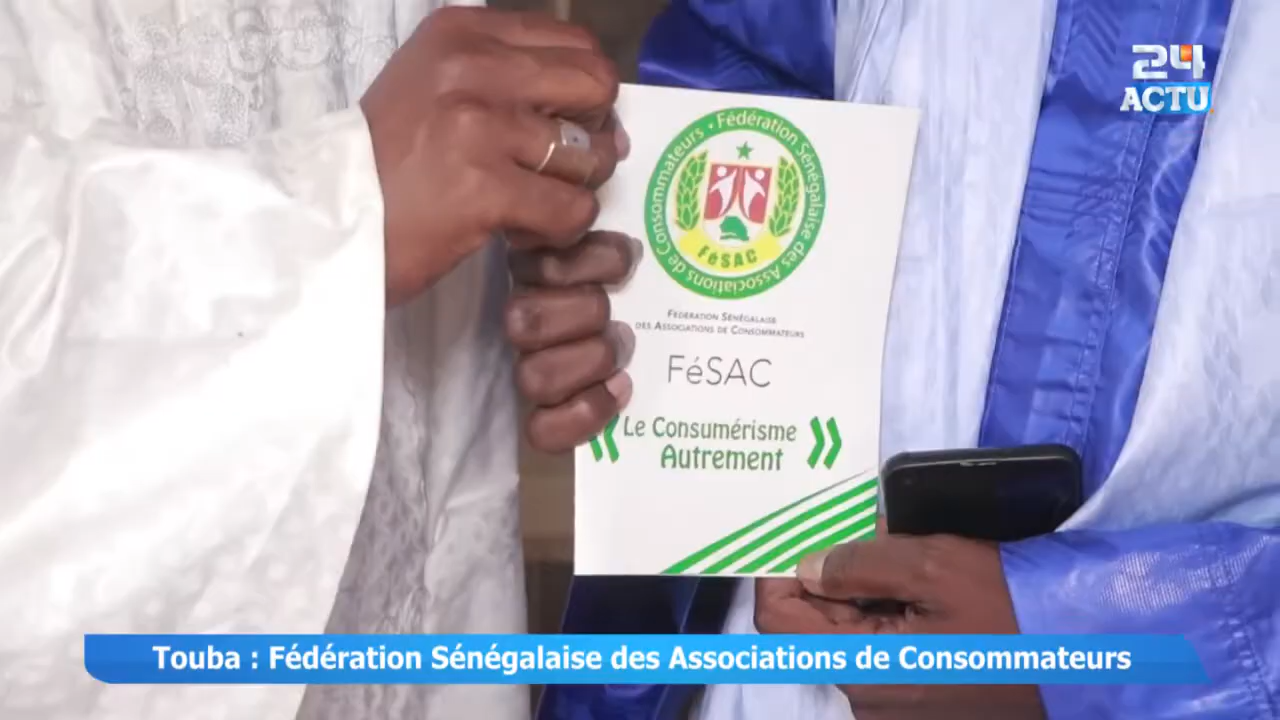 24
ACTU
Fédération Sénégalaise des Associations de Consommateurs •
FéSAC
Fédération Sénégalaise
des Associations de Consommateurs
FéSAC
« Le Consumérisme
Autrement »
Touba : Fédération Sénégalaise des Associations de Consommateurs